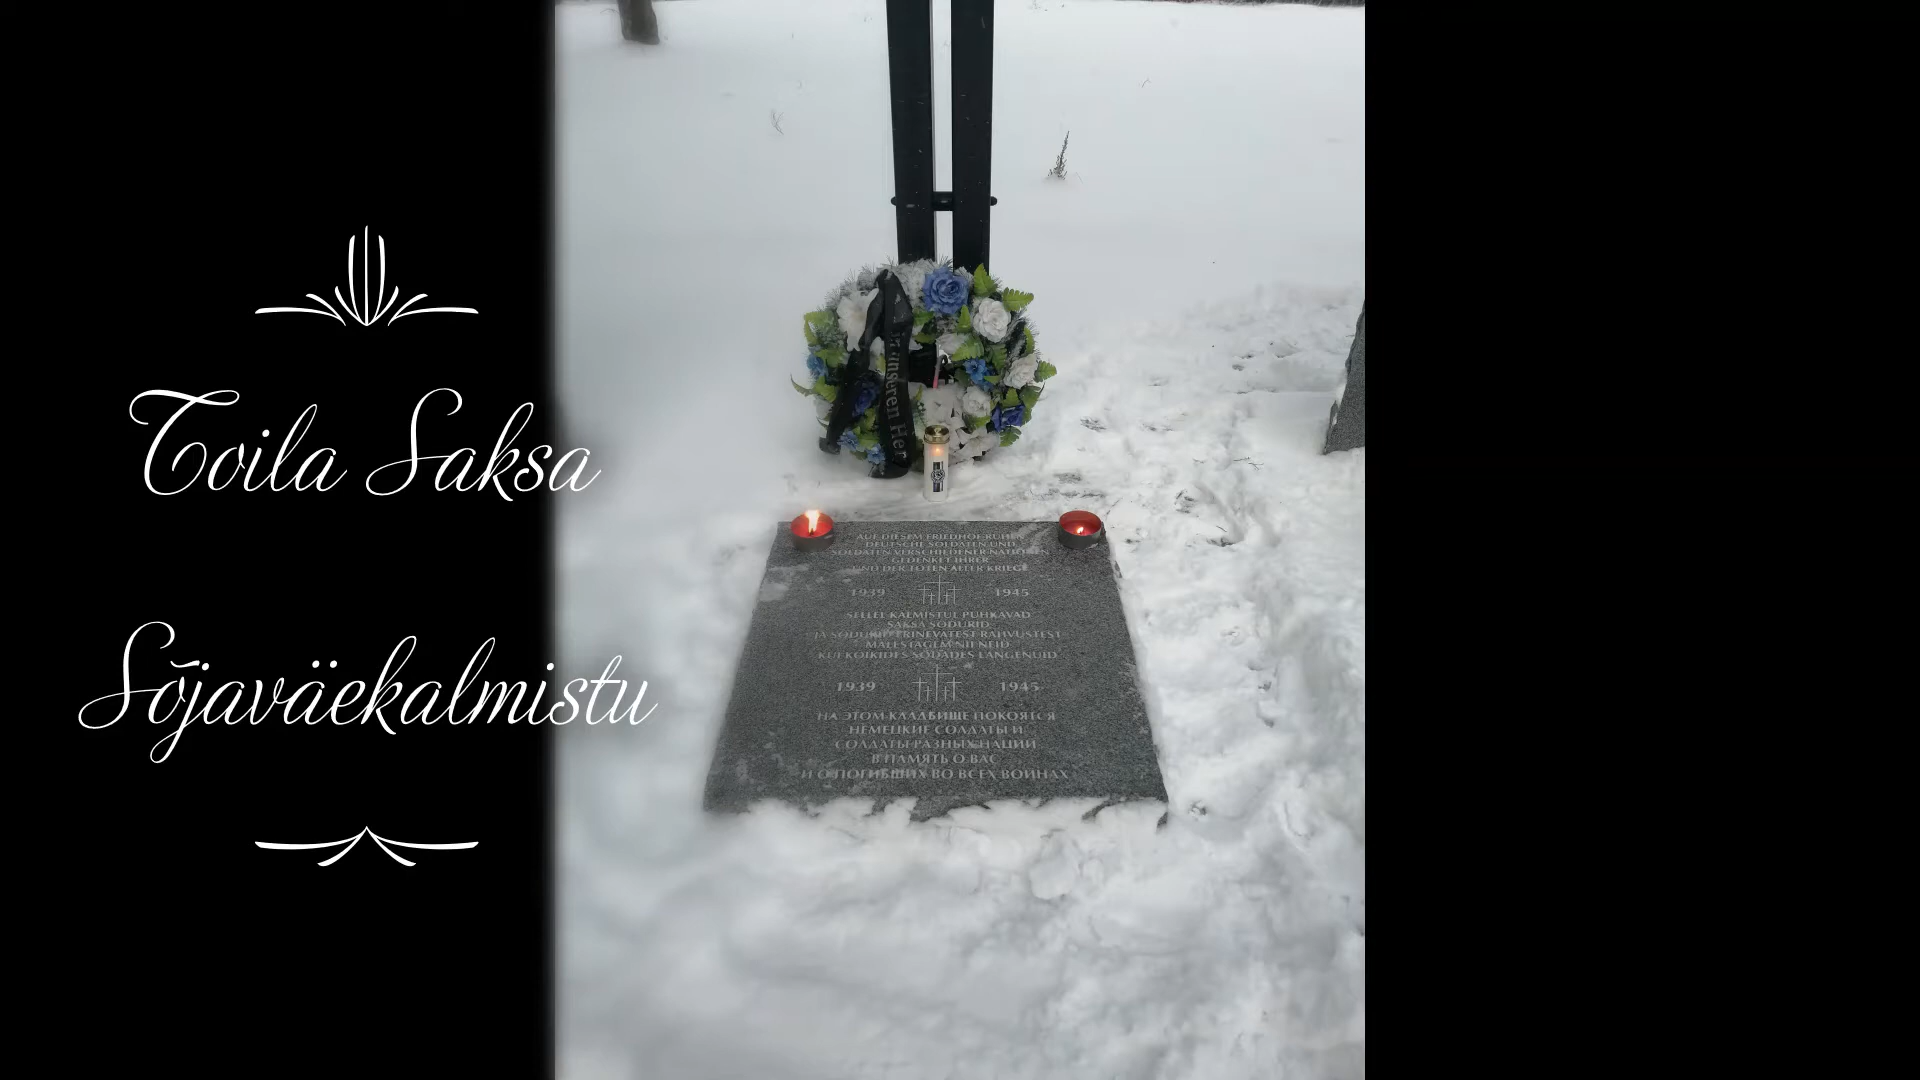 Toila Saksa
Sõjaväekalmistu
unseren Her
AUF DIESEM FRIEDHOF RUHEN
DEUTSCHE SOLDATEN UND
SOLDATEN VERSCHIEDENER NATIONEN
GEDENKET IHRER
UND DER TOTEN ALLER KRIEGE
1939 1945
SELLEL KALMISTUL PUHKAVAD
SAKSA SÕDURID
JA SÕDURID ERINEVATEST RAHVUSTEST
MÄLESTAGEM NII NEID
KUI KÕIKIDES SÕDADES LANGENUID
1939 1945
НА ЭТОМ КЛАДБИЩЕ ПОКОЯТСЯ
НЕМЕЦКИЕ СОЛДАТЫ И
СОЛДАТЫ РАЗНЫХ НАЦИЙ
В ПАМЯТЬ О ВАС
И О ПОГИБШИХ ВО ВСЕХ ВОЙНАХ